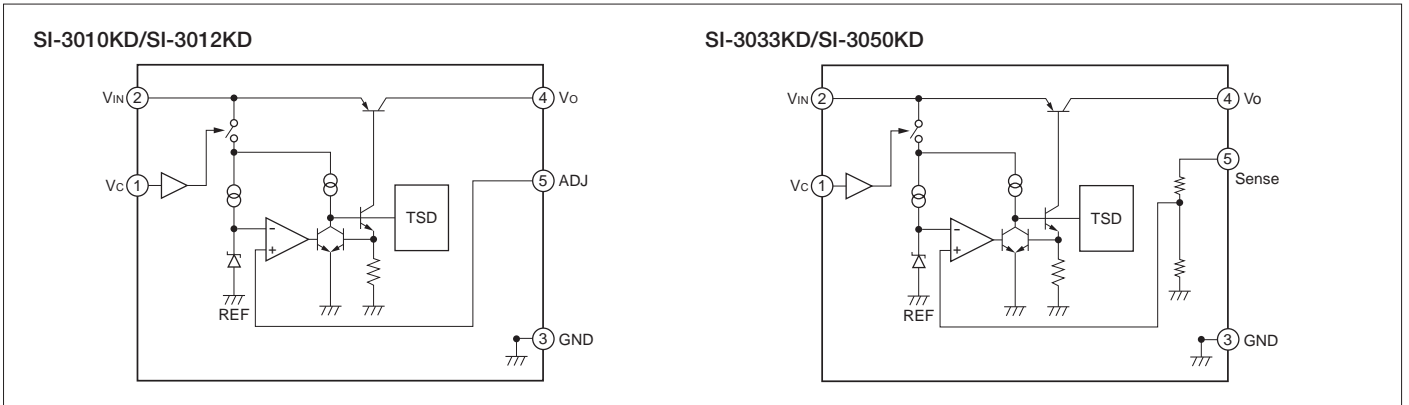 SI-3010KD/SI-3012KD
VIN 2
4 VO
VC 1
5 ADJ
TSD
-
+
REF
3 GND
SI-3033KD/SI-3050KD
VIN 2
4 Vo
VC 1
5
Sense
TSD
-
+
REF
3 GND